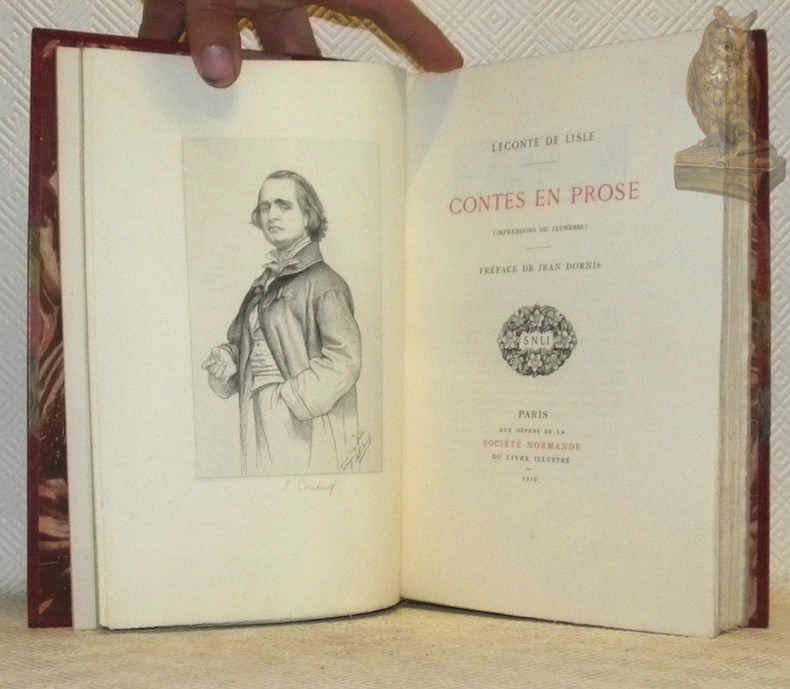 LECONTE DE LISLE
CONTES EN PROSE
(IMPRESSIONS DE JEUNESSE)
PRÉFACE DE JEAN DORNIS
SNLI
PARIS
AUX DÉPENS DE LA
SOCIÉTÉ NORMANDE
DU LIVRE ILLUSTRÉ
1910